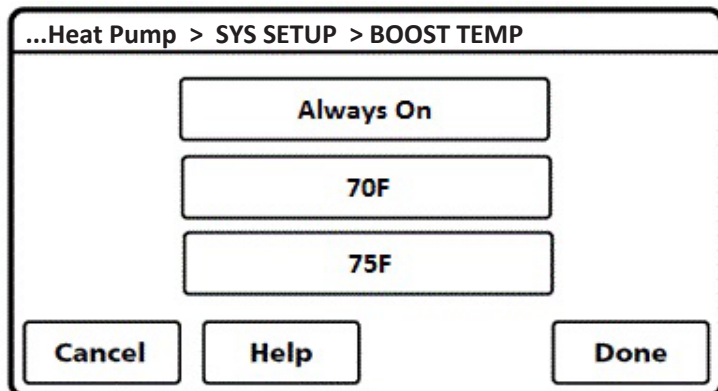 ...Heat Pump > SYS SETUP > BOOST TEMP
Always On
70F
75F
Cancel Help Done